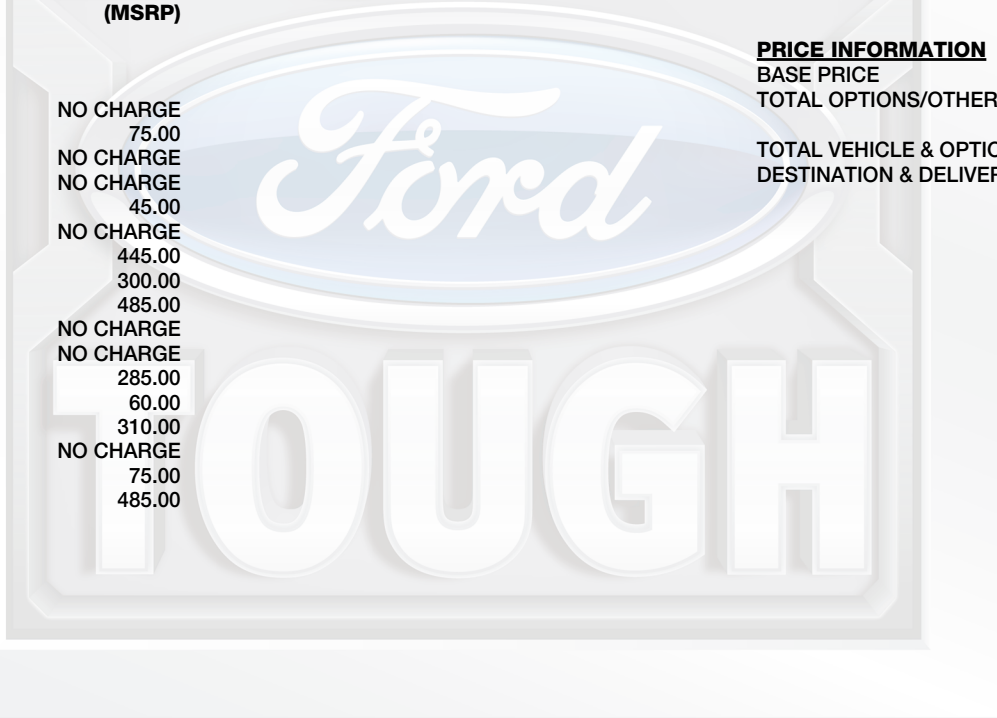 (MSRP)
NO CHARGE
75.00
NO CHARGE
NO CHARGE
45.00
NO CHARGE
445.00
300.00
485.00
NO CHARGE
NO CHARGE
285.00
60.00
310.00
NO CHARGE
75.00
485.00
PRICE INFORMATION
BASE PRICE
TOTAL OPTIONS/OTHER
TOTAL VEHICLE & OPTIO
DESTINATION & DELIVER
Ford
TOUGH